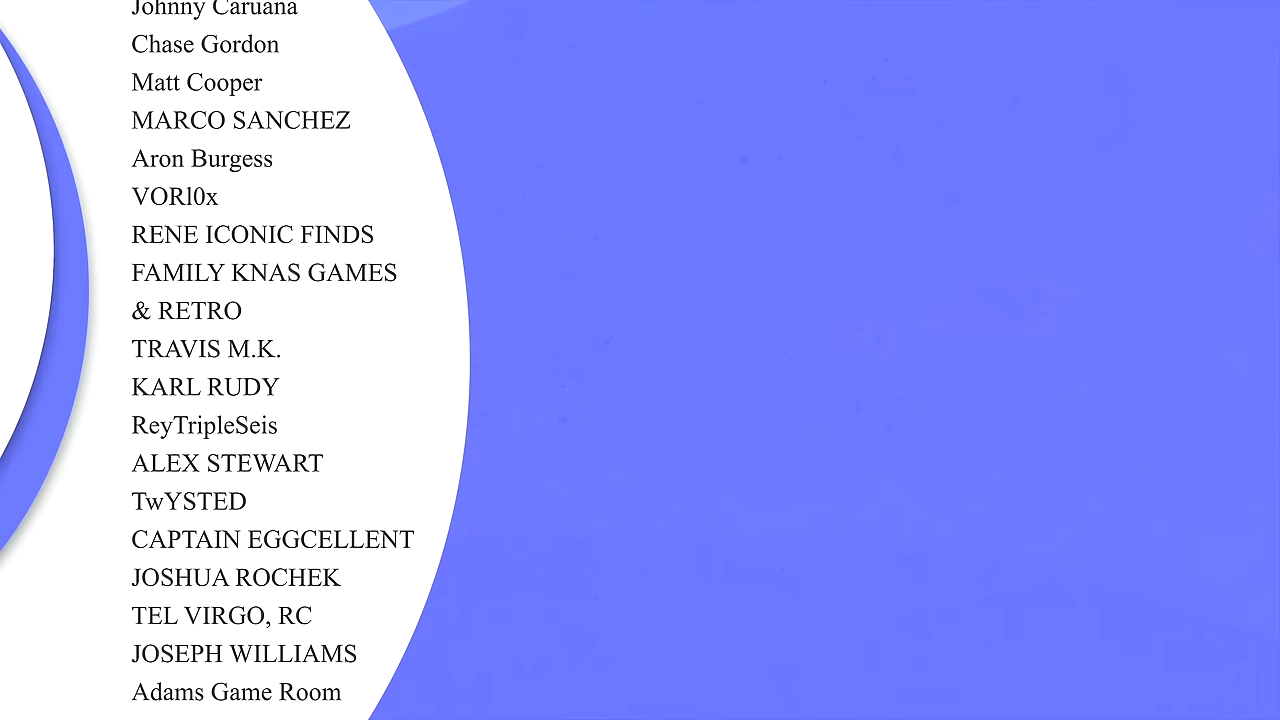 Johnny Caruana
Chase Gordon
Matt Cooper
MARCO SANCHEZ
Aron Burgess
VORl0x
RENE ICONIC FINDS
FAMILY KNAS GAMES
& RETRO
TRAVIS M.K.
KARL RUDY
ReyTripleSeis
ALEX STEWART
TwYSTED
CAPTAIN EGGCELLENT
JOSHUA ROCHEK
TEL VIRGO, RC
JOSEPH WILLIAMS
Adams Game Room